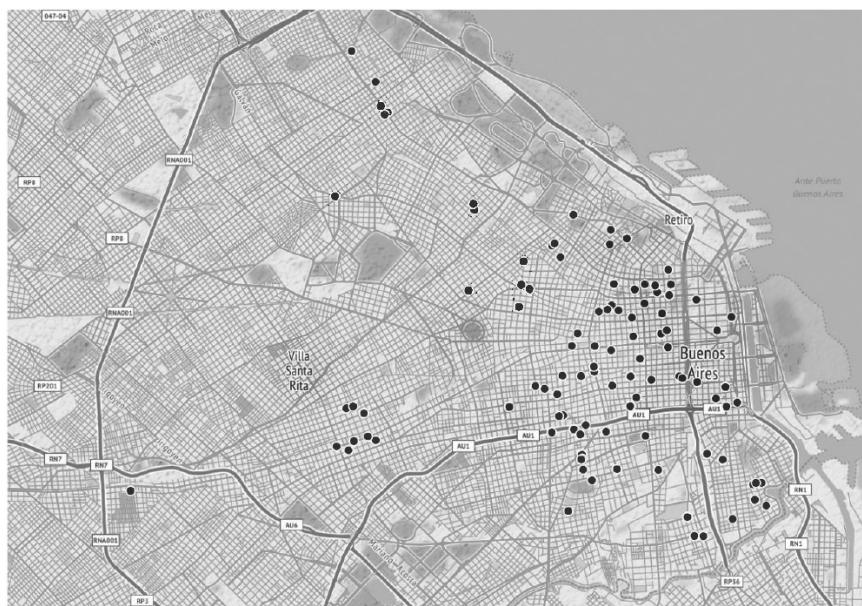 047-04
RNA001
RP8
Ante Puerto
Buenos Aires
Retiro
RP8
RNA001
Villa
Santa
Rita
Buenos
Aires
RP201
AU1
AU1
AU1
AU1
RN7
RN7
RN1
AU6
RNA001
RN1
RP3
RP56